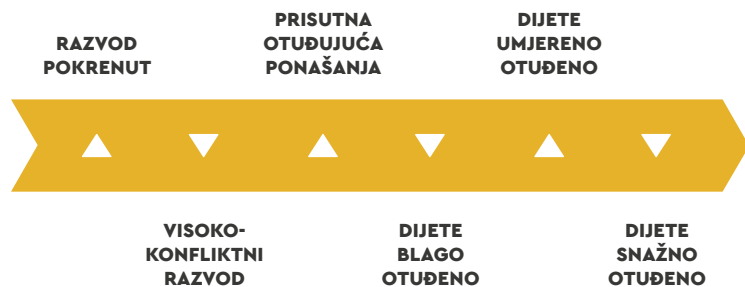 RAZVOD
POKRENUT
VISOKO-
KONFLIKTNI
RAZVOD
PRISUTNA
OTUĐUJUĆA
PONAŠANJA
DIJETE
BLAGO
OTUĐENO
DIJETE
UMJERENO
OTUĐENO
DIJETE
SNAŽNO
OTUĐENO